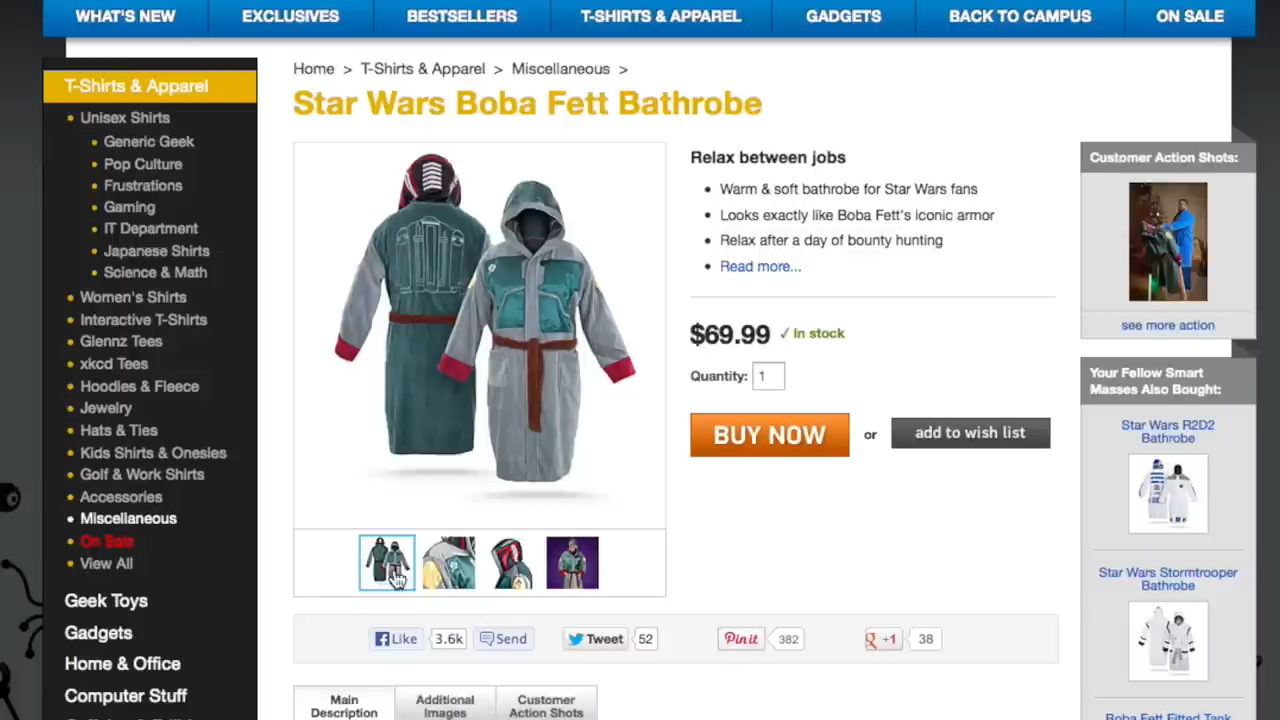 WHAT'S NEW EXCLUSIVES BESTSELLERS T-SHIRTS & APPAREL GADGETS BACK TO CAMPUS ON SALE
T-Shirts & Apparel
Unisex Shirts
Generic Geek
Pop Culture
Frustrations
Gaming
IT Department
Japanese Shirts
Science & Math
Women's Shirts
Interactive T-Shirts
Glennz Tees
xkcd Tees
Hoodies & Fleece
Jewelry
Hats & Ties
Kids Shirts & Onesies
Golf & Work Shirts
Accessories
Miscellaneous
On Sale
View All
Geek Toys
Gadgets
Home & Office
Computer Stuff
Home > T-Shirts & Apparel > Miscellaneous >
Star Wars Boba Fett Bathrobe
Relax between jobs
Warm & soft bathrobe for Star Wars fans
Looks exactly like Boba Fett's iconic armor
Relax after a day of bounty hunting
Read more...
$69.99 ✓ In stock
Quantity: 1
BUY NOW or add to wish list
Like 3.6k Send Tweet 52 Pin it 382 +1 38
Main
Description
Additional
Images
Customer
Action Shots
Customer Action Shots:
see more action
Your Fellow Smart
Masses Also Bought:
Star Wars R2D2
Bathrobe
Star Wars Stormtrooper
Bathrobe
Boba Fett Fitted Tank